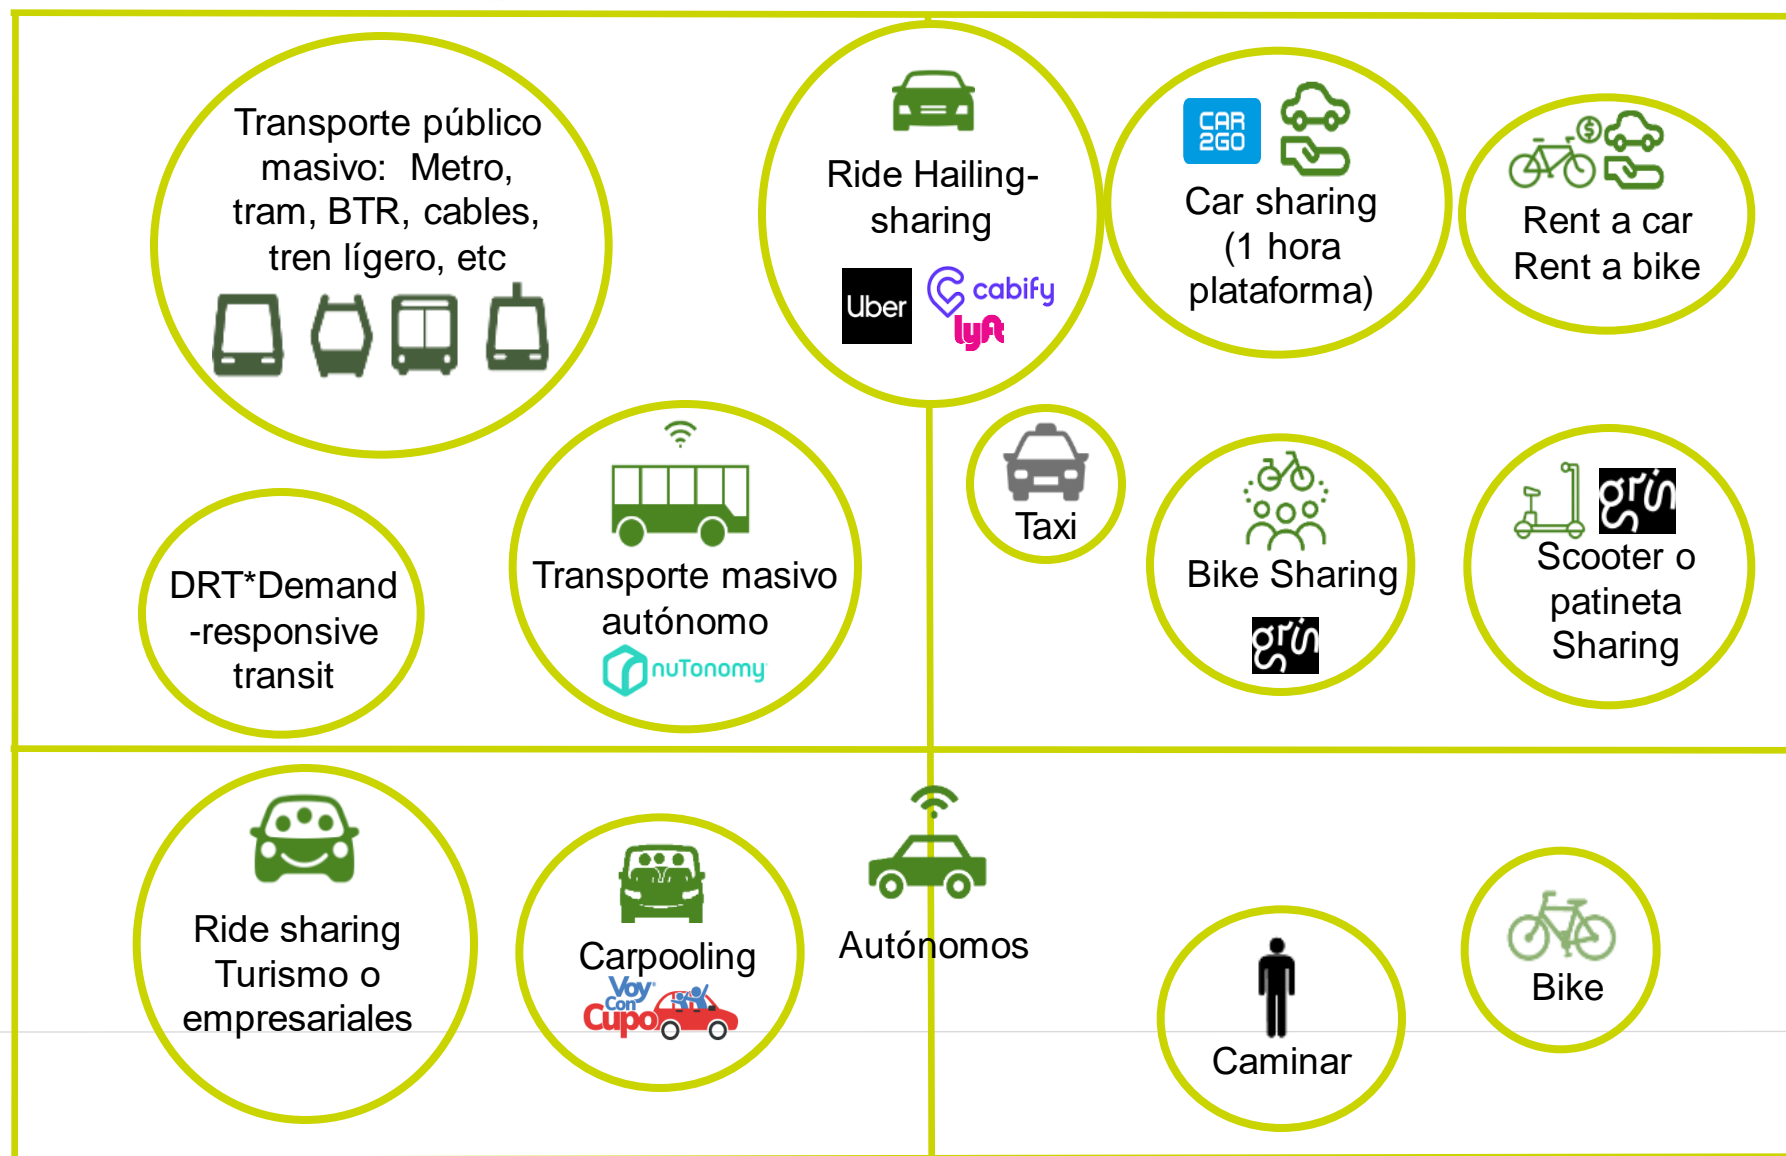 Transporte público
masivo: Metro,
tram, BTR, cables,
tren lígero, etc
Ride Hailing-
sharing
Uber
cabify
lyft
CAR
2GO
Car sharing
(1 hora
plataforma)
$
Rent a car
Rent a bike
DRT*Demand
-responsive
transit
Transporte masivo
autónomo
nuTonomy
Taxi
Bike Sharing
grin
grin
Scooter o
patineta
Sharing
Ride sharing
Turismo o
empresariales
Carpooling
Voy
Con
Cupo
Autónomos
Caminar
Bike